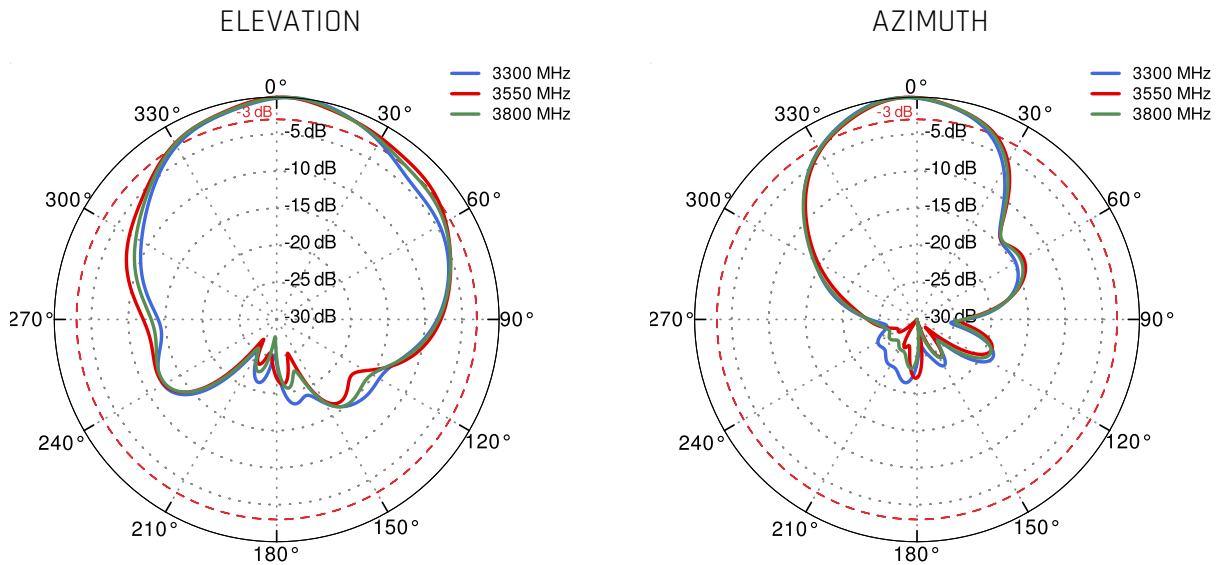 ELEVATION
3300 MHz
3550 MHz
3800 MHz
0°
-3 dB
330°
30°
-5 dB
-10 dB
300°
60°
-15 dB
-20 dB
-25 dB
270°
-30 dB
90°
240°
120°
210°
150°
180°
AZIMUTH
3300 MHz
3550 MHz
3800 MHz
0°
-3 dB
330°
30°
-5 dB
-10 dB
300°
60°
-15 dB
-20 dB
-25 dB
270°
-30 dB
90°
240°
120°
210°
150°
180°